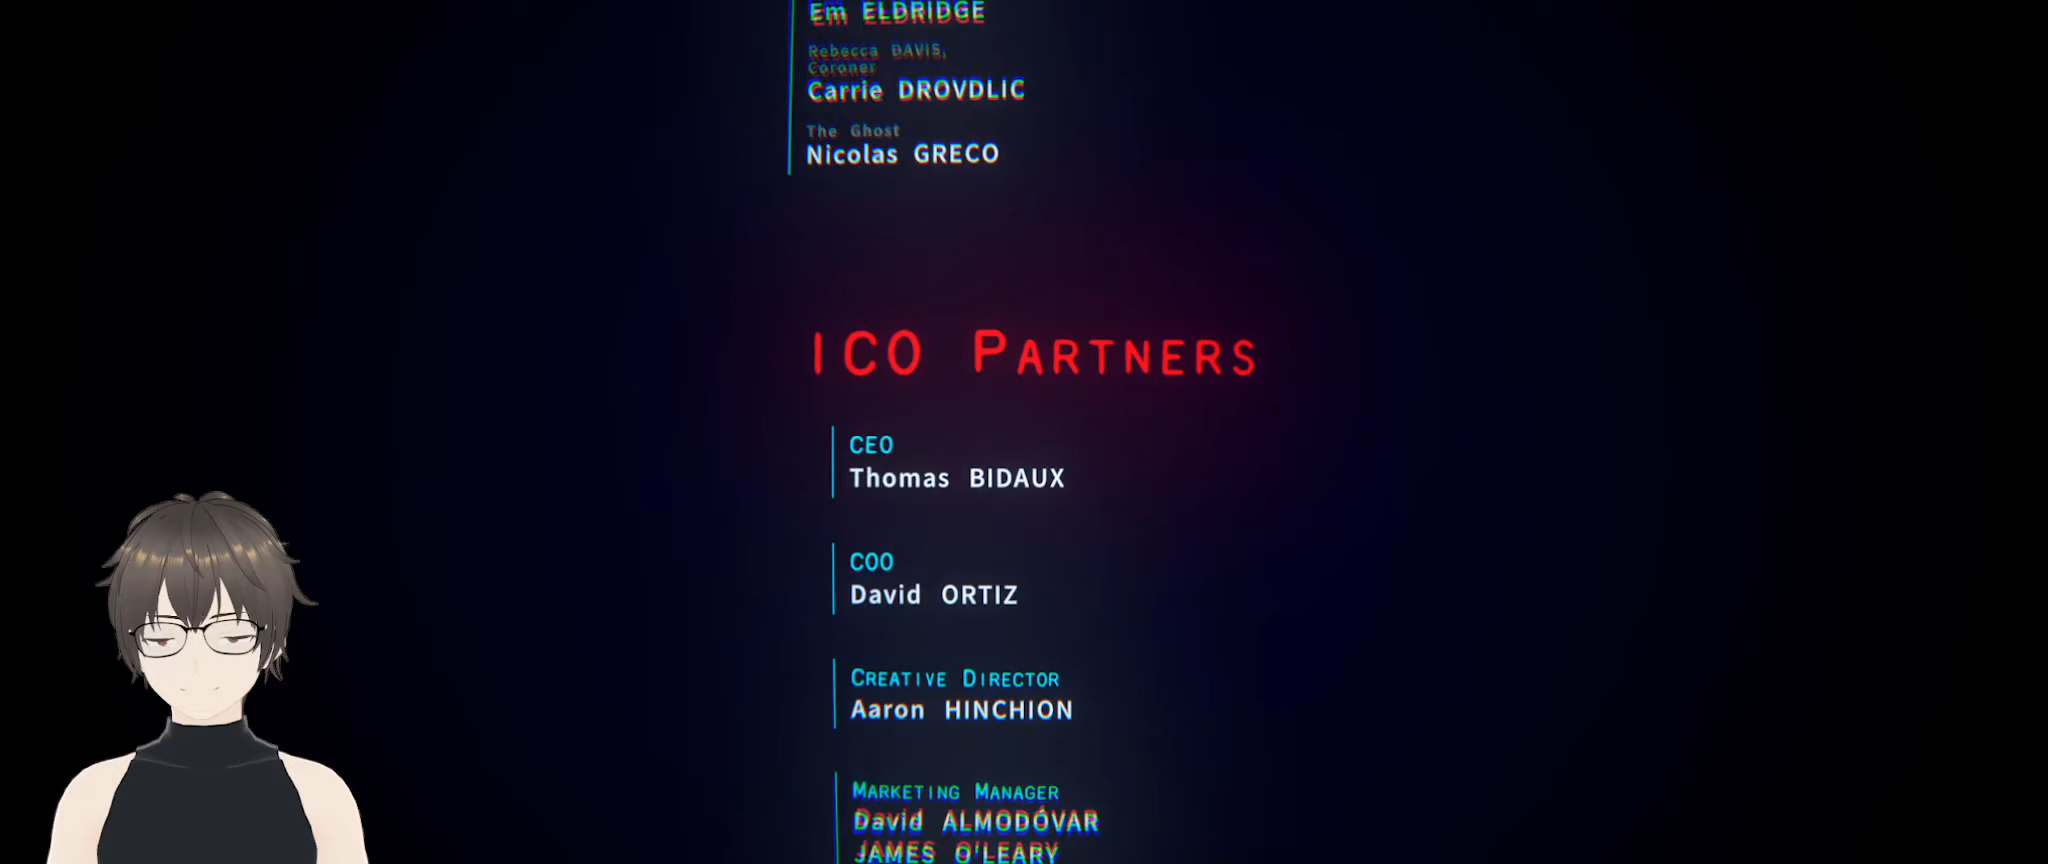 Em ELDRIDGE
Rebecca DAVIS,
Coroner
Carrie DROVDLIC
The Ghost
Nicolas GRECO
ICO PARTNERS
CEO
Thomas BIDAUX
COO
David ORTIZ
CREATIVE DIRECTOR
Aaron HINCHION
MARKETING MANAGER
David ALMODÓVAR
JAMES O'LEARY